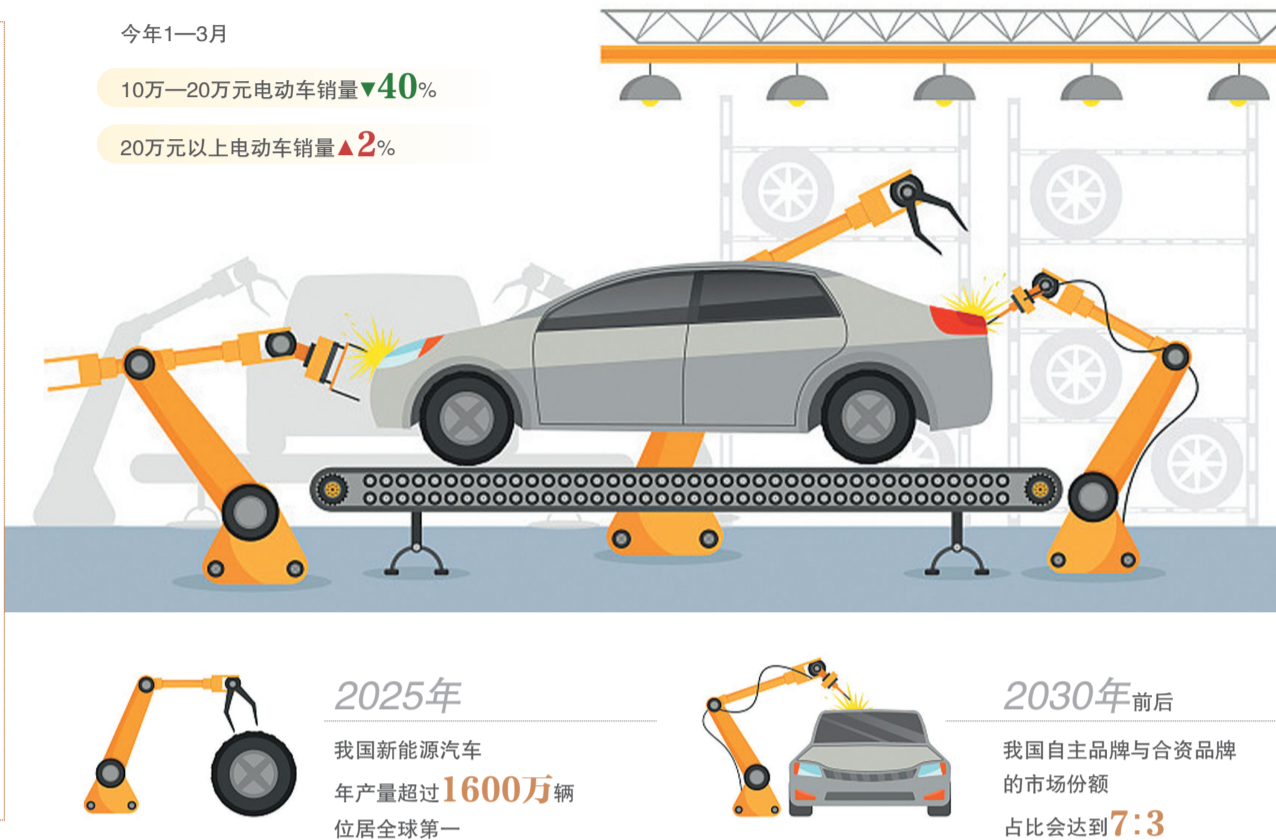 今年1—3月
10万—20万元电动车销量▼40%
20万元以上电动车销量▲2%
2025年
我国新能源汽车
年产量超过1600万辆
位居全球第一
2030年前后
我国自主品牌与合资品牌
的市场份额
占比会达到7:3